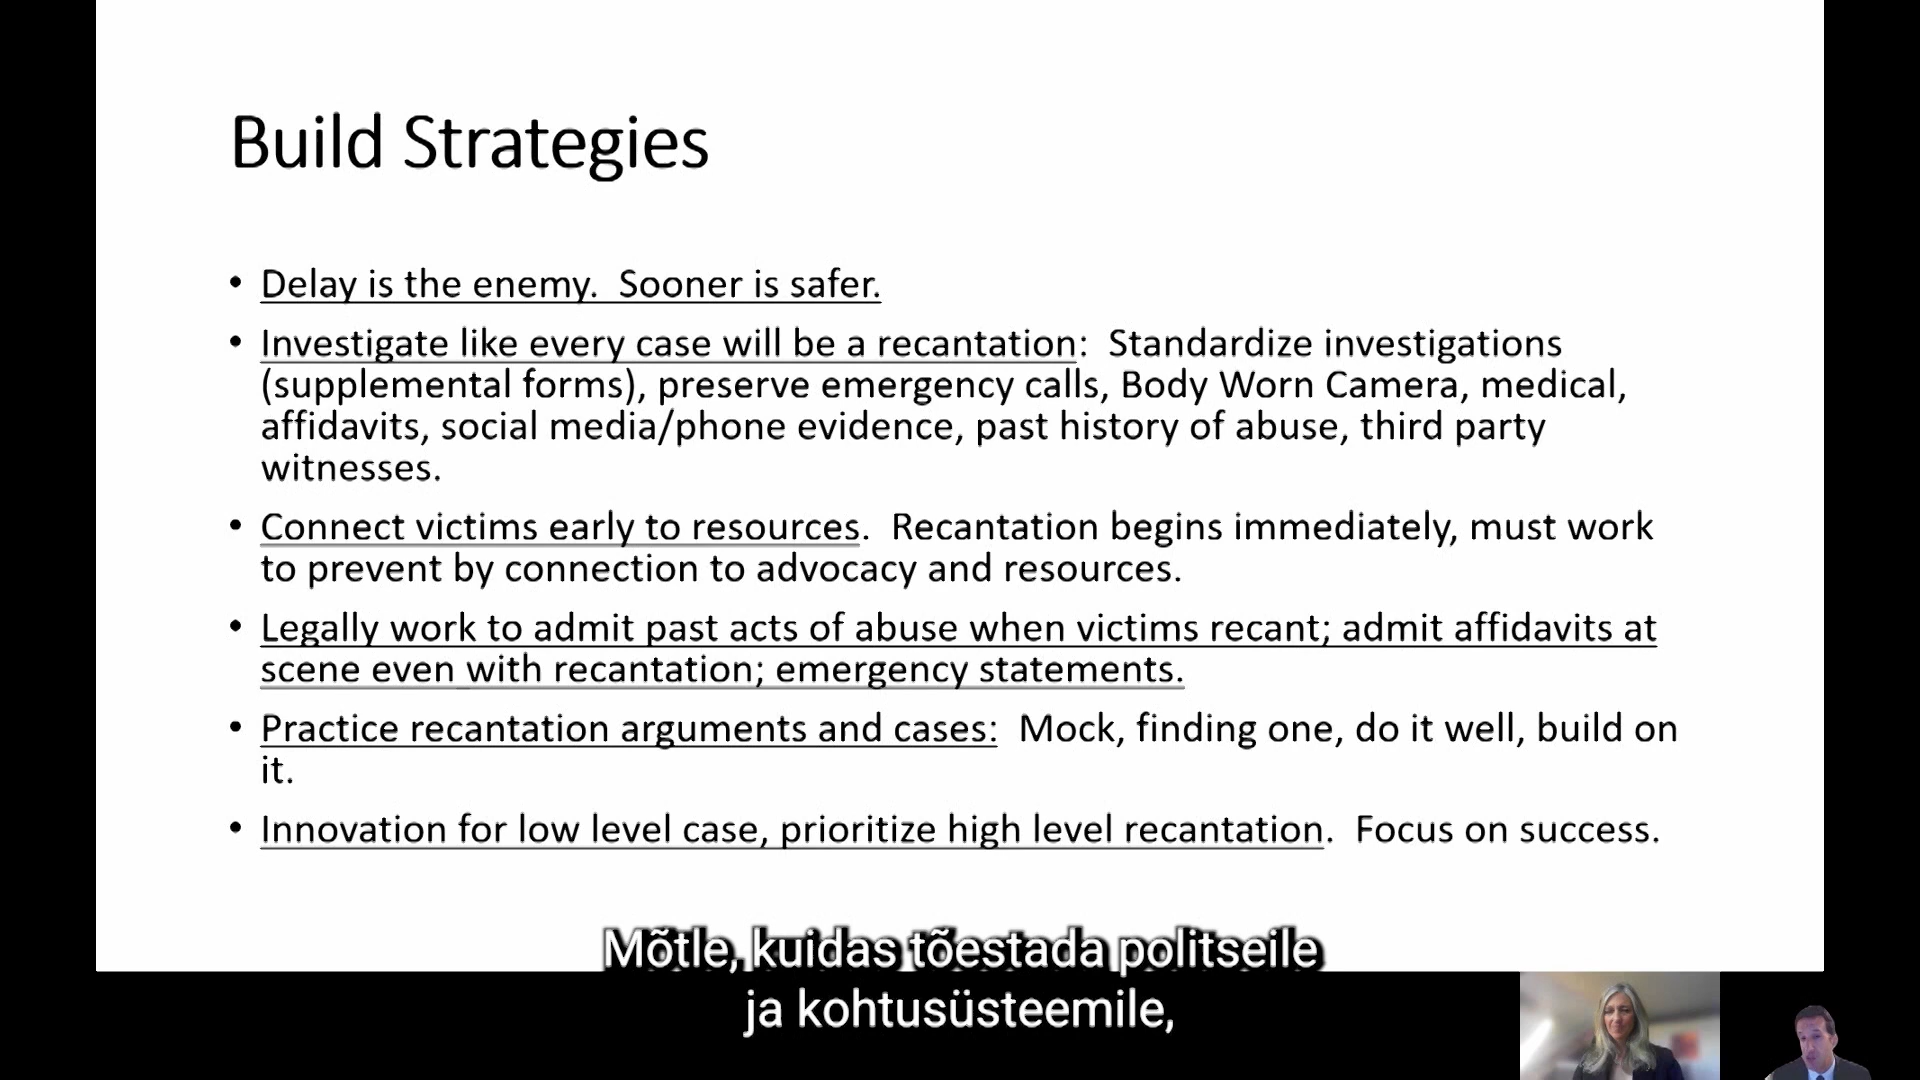 Build Strategies
• Delay is the enemy.  Sooner is safer.
• Investigate like every case will be a recantation:  Standardize investigations
(supplemental forms), preserve emergency calls, Body Worn Camera, medical,
affidavits, social media/phone evidence, past history of abuse, third party
witnesses.
• Connect victims early to resources.  Recantation begins immediately, must work
to prevent by connection to advocacy and resources.
• Legally work to admit past acts of abuse when victims recant; admit affidavits at
scene even with recantation; emergency statements.
• Practice recantation arguments and cases:  Mock, finding one, do it well, build on
it.
• Innovation for low level case, prioritize high level recantation.  Focus on success.
Mõtle, kuidas tõestada politseile
ja kohtusüsteemile,